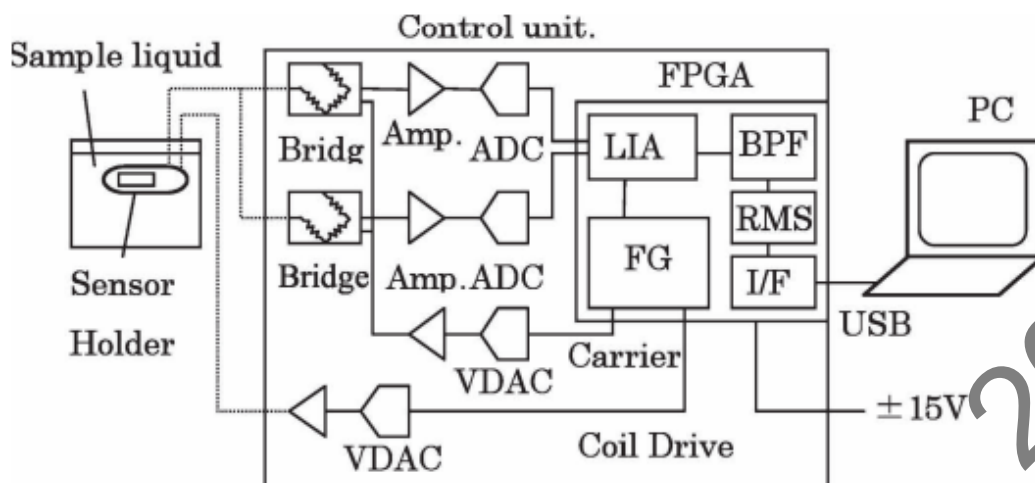 Control unit.
Sample liquid
FPGA
PC
Bridg
Amp.
ADC
LIA
BPF
RMS
FG
I/F
Sensor
Bridge
Amp.
ADC
USB
Holder
VDAC
Carrier
±15V
VDAC
Coil Drive